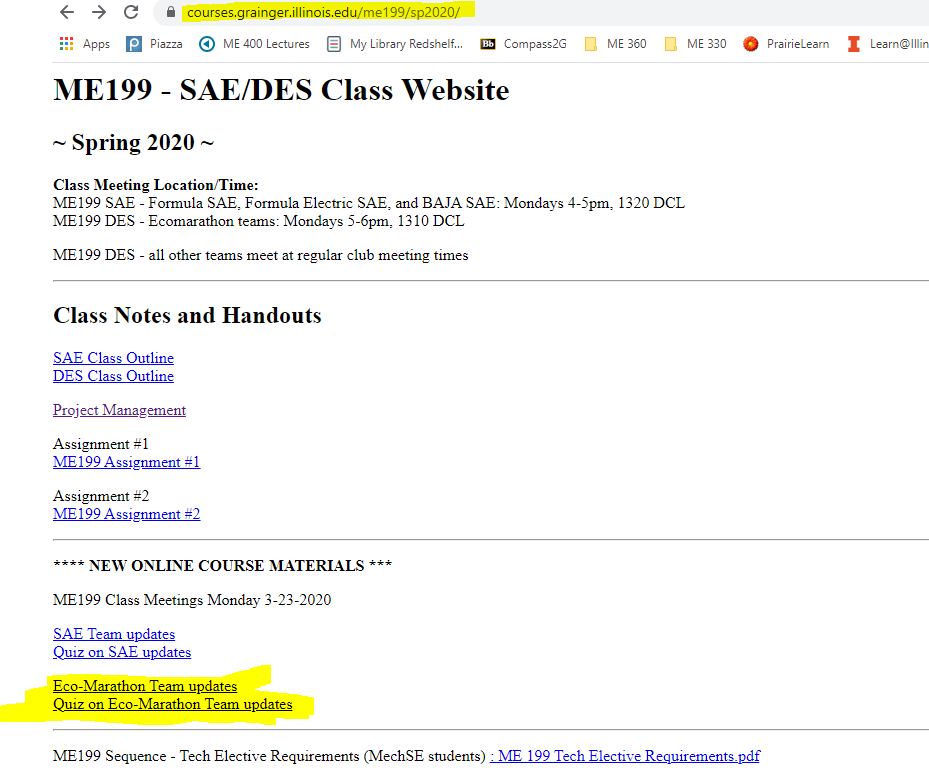 courses.grainger.illinois.edu/me199/sp2020/
Apps Piazza ME 400 Lectures My Library Redshelf... Bb Compass2G ME 360 ME 330 PrairieLearn Learn@Illin
ME199 - SAE/DES Class Website
~ Spring 2020 ~
Class Meeting Location/Time:
ME199 SAE - Formula SAE, Formula Electric SAE, and BAJA SAE: Mondays 4-5pm, 1320 DCL
ME199 DES - Ecomarathon teams: Mondays 5-6pm, 1310 DCL
ME199 DES - all other teams meet at regular club meeting times
Class Notes and Handouts
SAE Class Outline
DES Class Outline
Project Management
Assignment #1
ME199 Assignment #1
Assignment #2
ME199 Assignment #2
**** NEW ONLINE COURSE MATERIALS ***
ME199 Class Meetings Monday 3-23-2020
SAE Team updates
Quiz on SAE updates
Eco-Marathon Team updates
Quiz on Eco-Marathon Team updates
ME199 Sequence - Tech Elective Requirements (MechSE students) : ME 199 Tech Elective Requirements.pdf